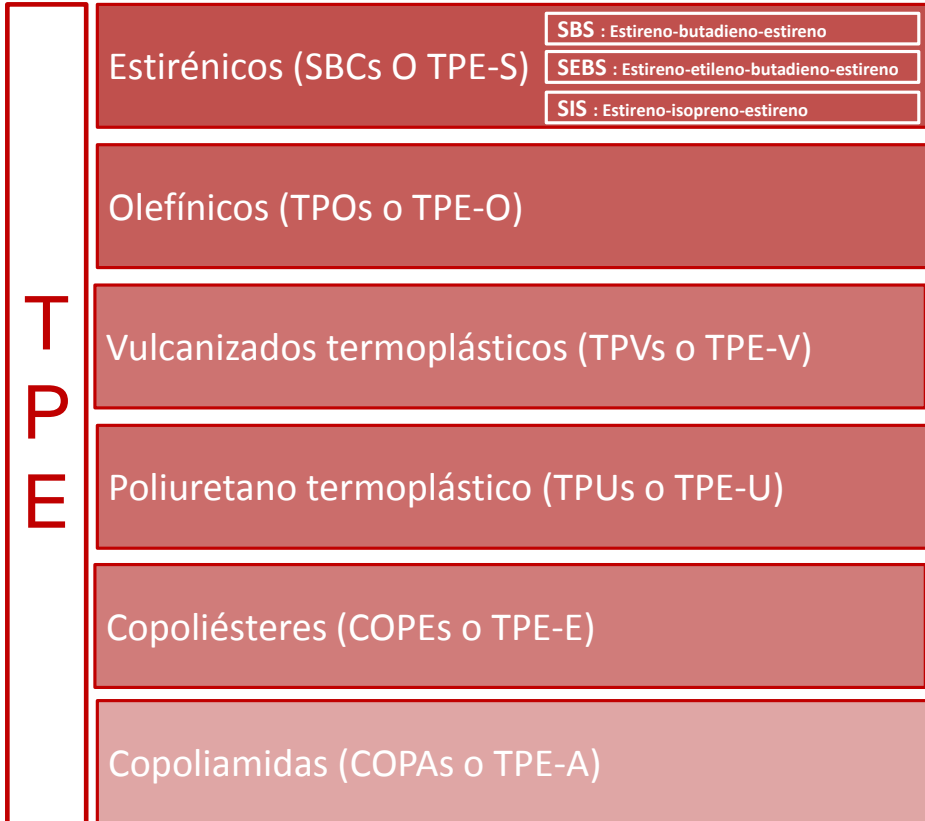 TPE
Estirénicos (SBCs O TPE-S)
SBS : Estireno-butadieno-estireno
SEBS : Estireno-etileno-butadieno-estireno
SIS : Estireno-isopreno-estireno
Olefínicos (TPOs o TPE-O)
Vulcanizados termoplásticos (TPVs o TPE-V)
Poliuretano termoplástico (TPUs o TPE-U)
Copoliésteres (COPEs o TPE-E)
Copoliamidas (COPAs o TPE-A)